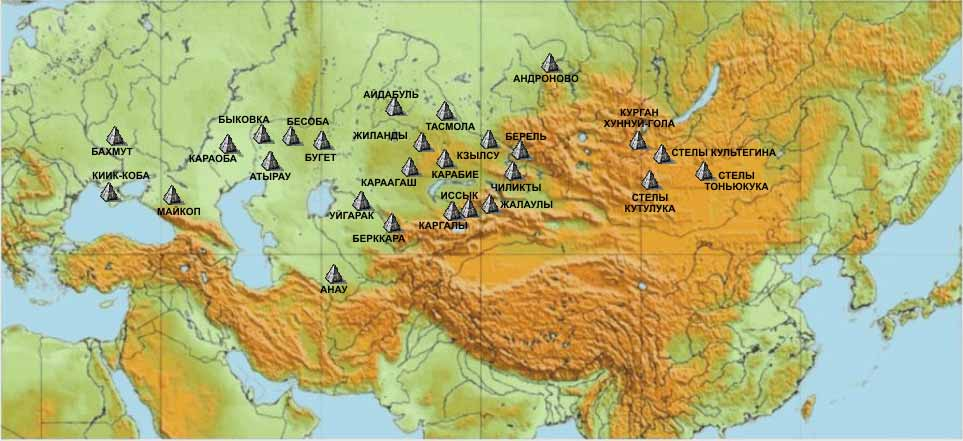 АНДРОНОВО
АЙДАБУЛЬ
ТАСМОЛА
КУРГАН
ХУННУЙ-ГОЛА
БЫКОВКА
БЕСОБА
ЖИЛАНДЫ
БЕРЕЛЬ
БАХМУТ
КАРАОБА
БУГЕТ
КЗЫЛСУ
СТЕЛЫ КУЛЬТЕГИНА
АТЫРАУ
КИИК-КОБА
КАРААГАШ
КАРАБИЕ
ЧИЛИКТЫ
СТЕЛЫ
ТОНЬЮКУКА
МАЙКОП
УЙГАРАК
ИССЫК
ЖАЛАУЛЫ
СТЕЛЫ
КУТУЛУКА
КАРГАЛЫ
БЕРККАРА
АНАУ